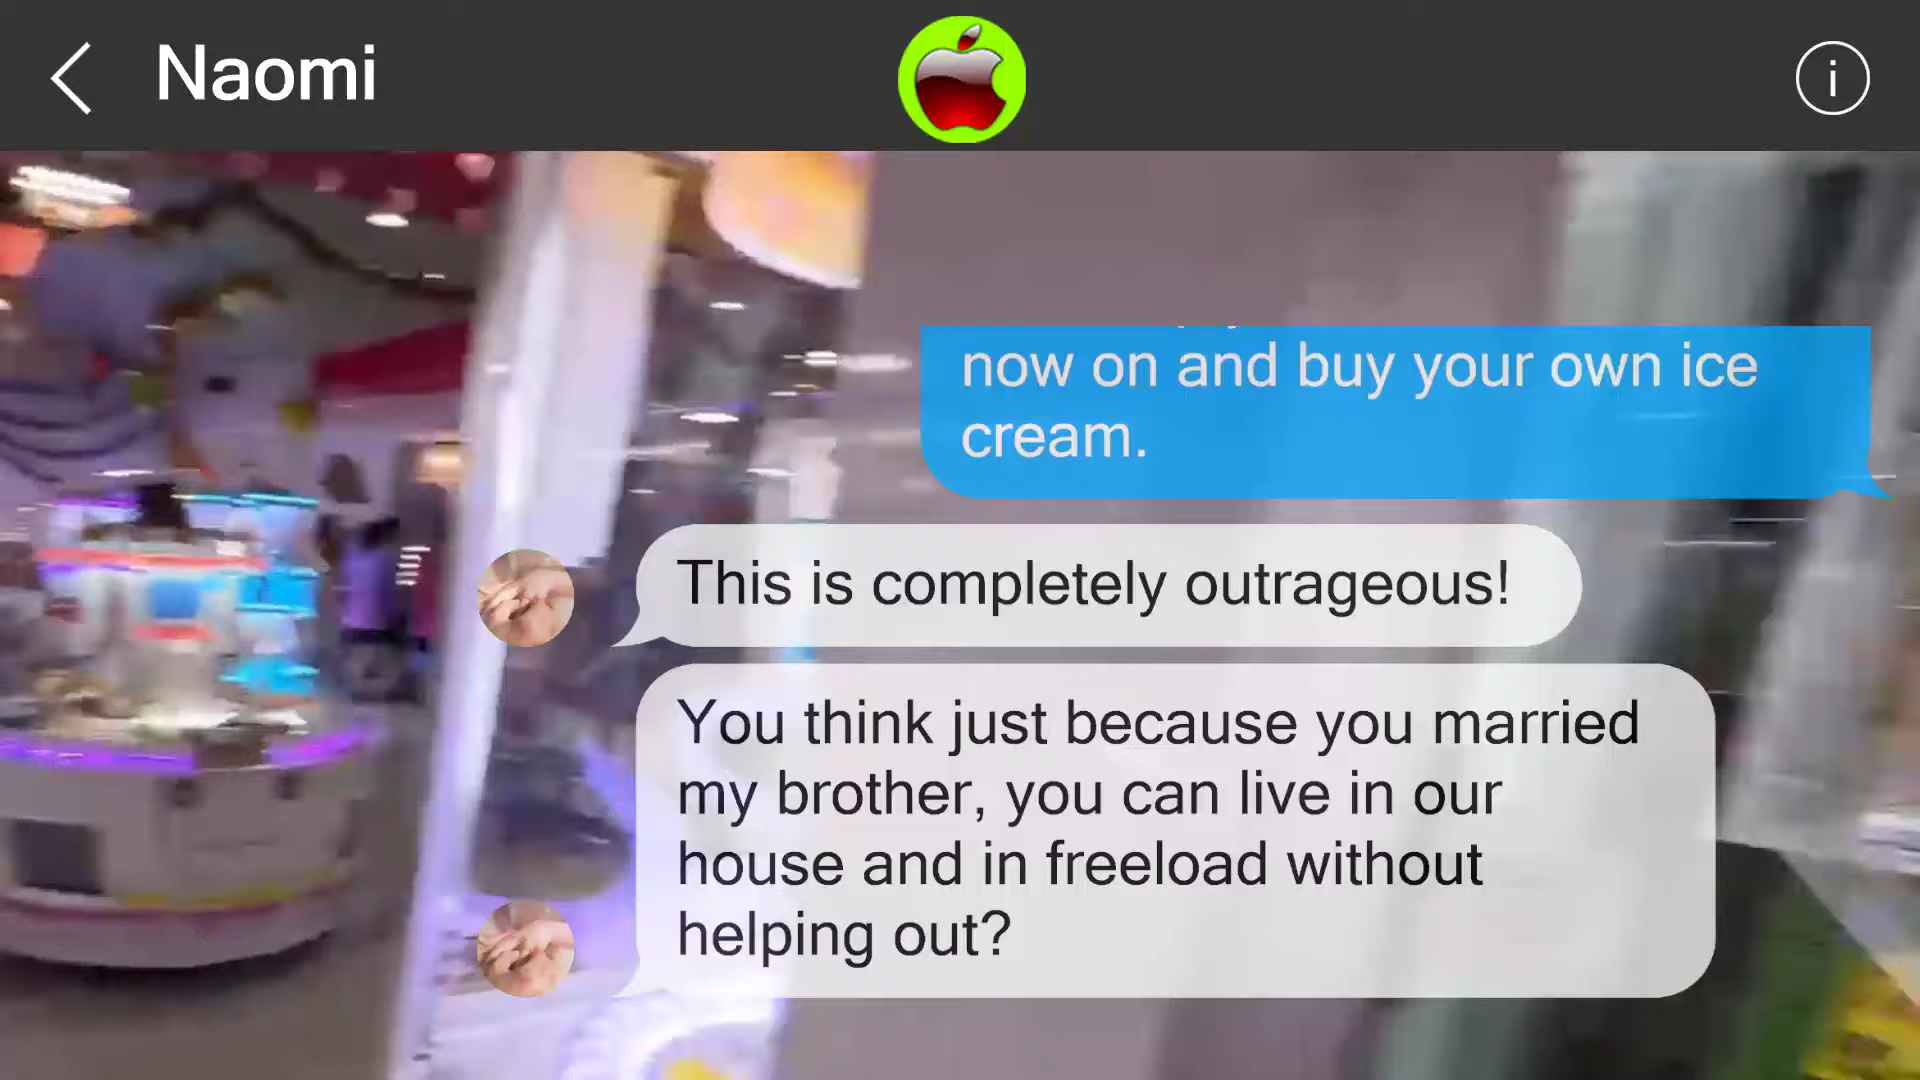 Naomi
i
now on and buy your own ice
cream.
This is completely outrageous!
You think just because you married
my brother, you can live in our
house and in freeload without
helping out?